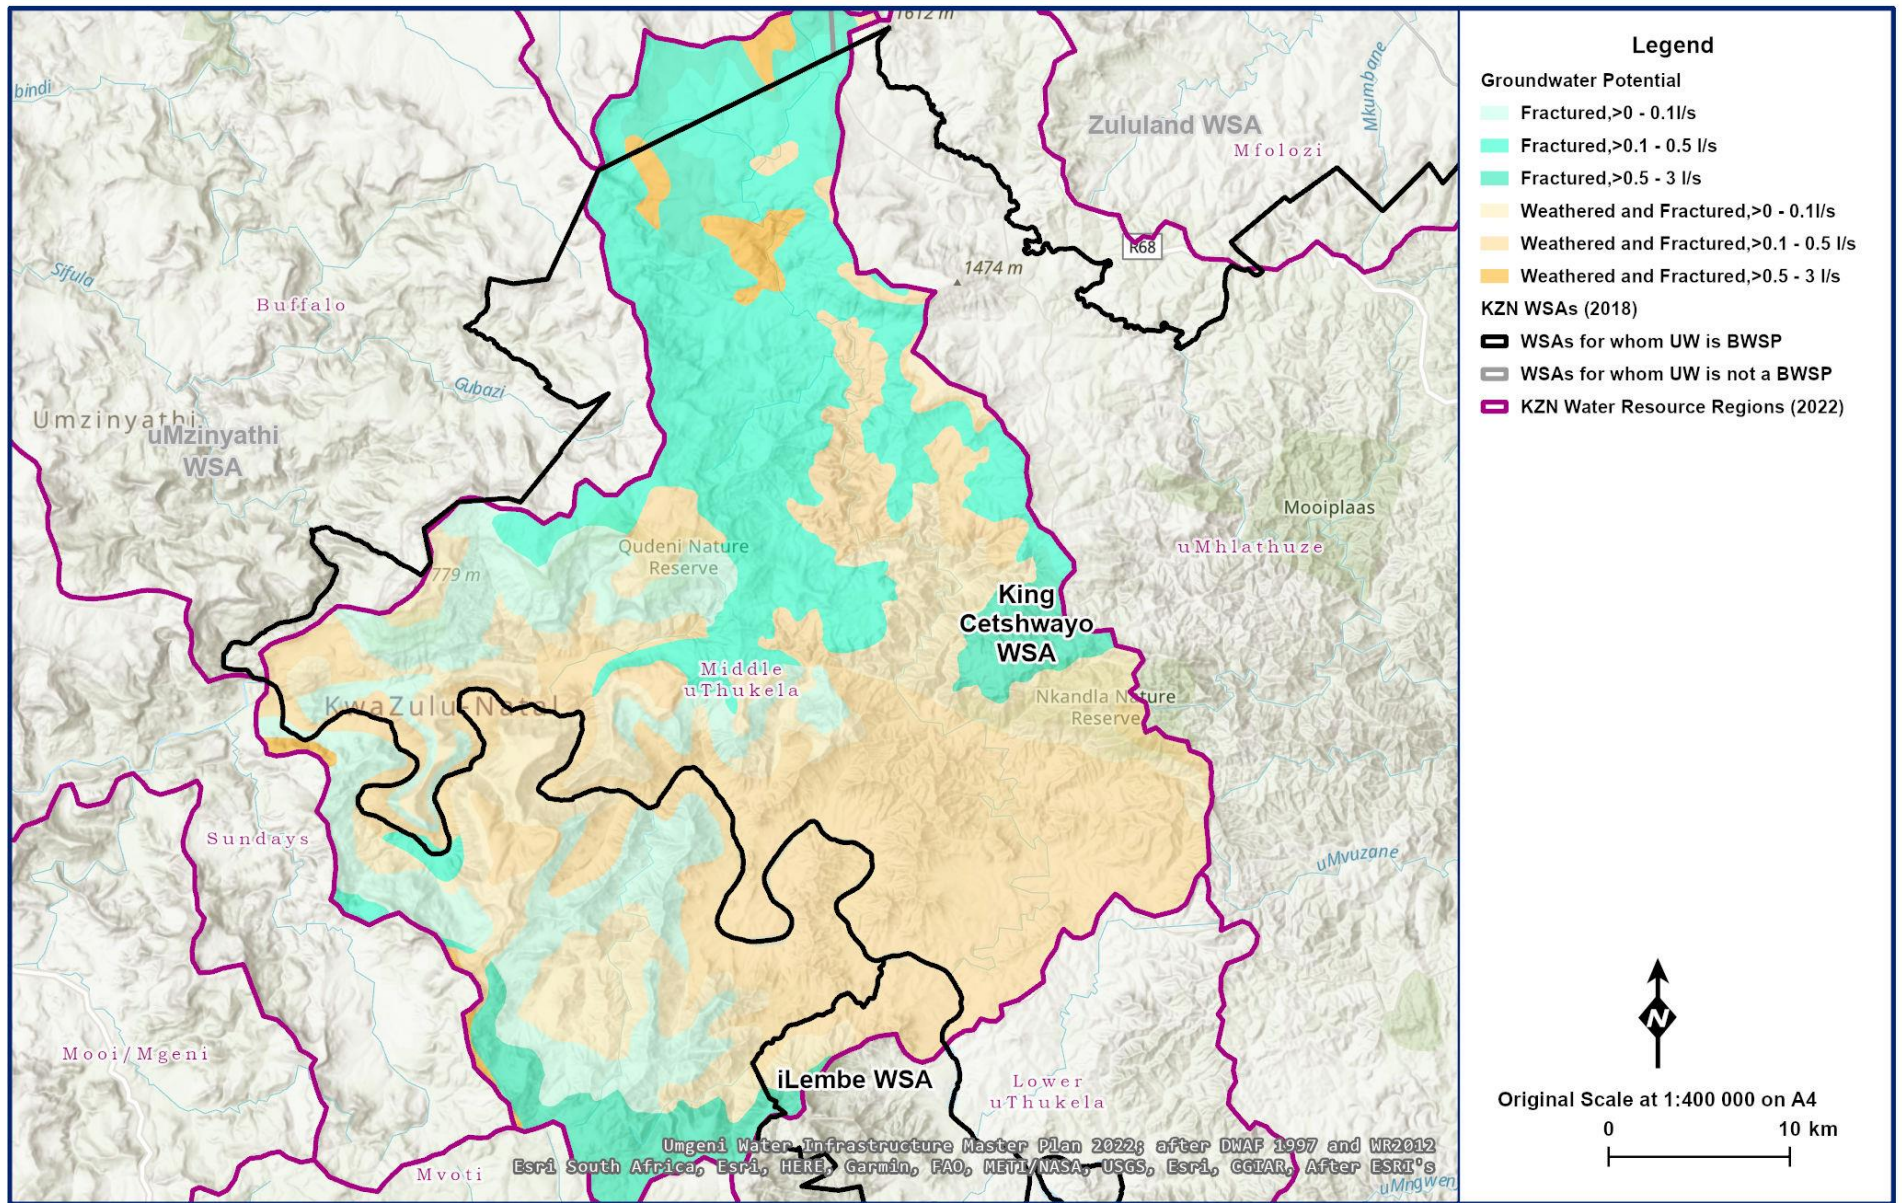 1612 m
bindi
Mkumbane
Zululand WSA
Mfolozi
R68
1474 m
Sifula
Buffalo
Gubazi
Umzinyathi
uMzinyathi
WSA
Mooiplaas
Qudeni Nature
Reserve
uMhlathuze
779 m
King
Cetshwayo
WSA
Middle
uThukela
Nkandla Nature
Reserve
KwaZulu-Natal
Sundays
uMvuzane
Mooi/Mgeni
iLembe WSA
Lower
uThukela
Mvoti
uMngwen
Umgeni Water Infrastructure Master Plan 2022; after DWAF 1997 and WR2012
Esri South Africa, Esri, HERE, Garmin, FAO, METI/NASA, USGS, Esri, CGIAR, After ESRI's
Legend
Groundwater Potential
Fractured,>0 - 0.1l/s
Fractured,>0.1 - 0.5 l/s
Fractured,>0.5 - 3 l/s
Weathered and Fractured,>0 - 0.1l/s
Weathered and Fractured,>0.1 - 0.5 l/s
Weathered and Fractured,>0.5 - 3 l/s
KZN WSAs (2018)
WSAs for whom UW is BWSP
WSAs for whom UW is not a BWSP
KZN Water Resource Regions (2022)
N
Original Scale at 1:400 000 on A4
0 10 km